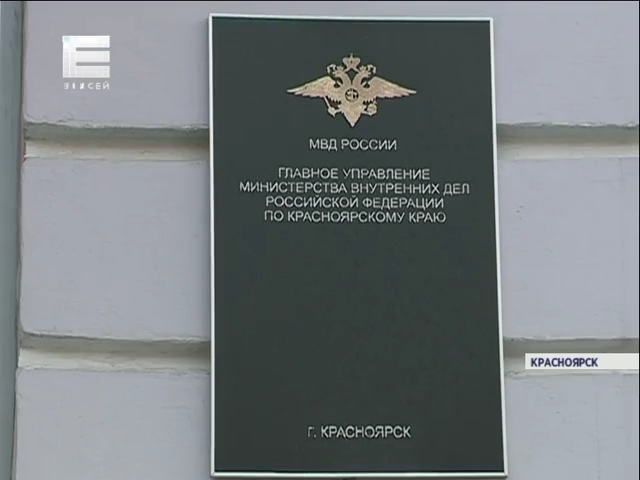 ЕНИСЕЙ
МВД РОССИИ
ГЛАВНОЕ УПРАВЛЕНИЕ
МИНИСТЕРСТВА ВНУТРЕННИХ ДЕЛ
РОССИЙСКОЙ ФЕДЕРАЦИИ
ПО КРАСНОЯРСКОМУ КРАЮ
КРАСНОЯРСК
г. КРАСНОЯРСК